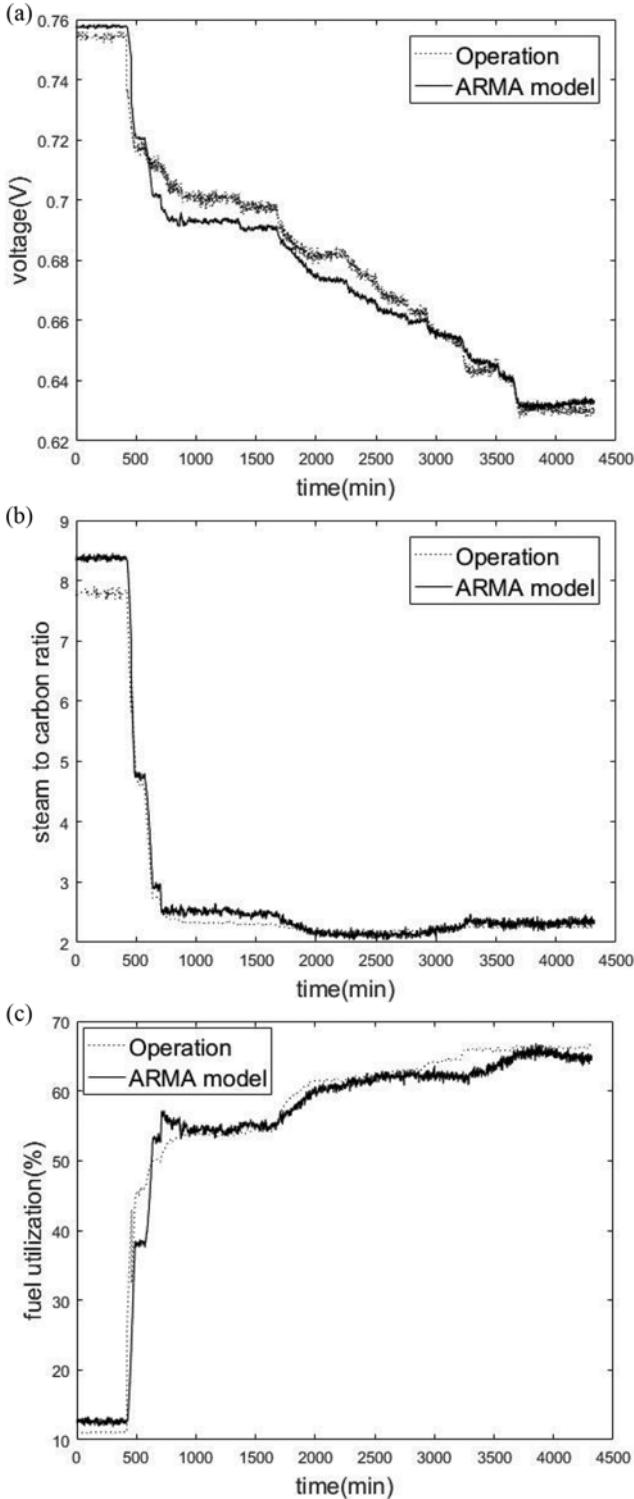 (a)
0.76
0.74
0.72
0.7
0.68
0.66
0.64
0.62
voltage(V)
Operation
ARMA model
0 500 1000 1500 2000 2500 3000 3500 4000 4500
time(min)
(b)
9
8
7
6
5
4
3
2
steam to carbon ratio
Operation
ARMA model
0 500 1000 1500 2000 2500 3000 3500 4000 4500
time(min)
(c)
70
60
50
40
30
20
10
fuel utilization(%)
Operation
ARMA model
0 500 1000 1500 2000 2500 3000 3500 4000 4500
time(min)